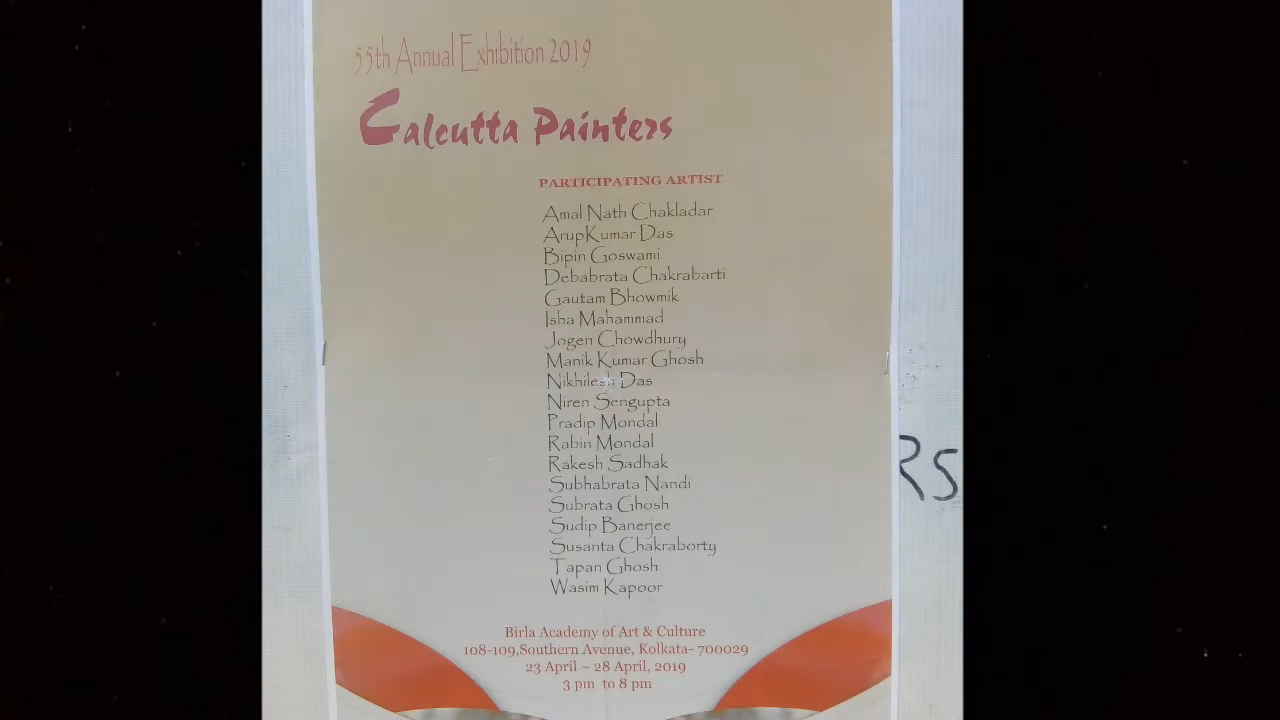 55th Annual Exhibition 2019
Calcutta Painters
PARTICIPATING ARTIST
Amal Nath Chakladar
ArupKumar Das
Bipin Goswami
Debabrata Chakrabarti
Gautam Bhowmik
Isha Mahammad
Jogen Chowdhury
Manik Kumar Ghosh
Nikhilesh Das
Niren Sengupta
Pradip Mondal
Rabin Mondal
Rakesh Sadhak
Subhabrata Nandi
Subrata Ghosh
Sudip Banerjee
Susanta Chakraborty
Tapan Ghosh
Wasim Kapoor
RS
Birla Academy of Art & Culture
108-109,Southern Avenue, Kolkata- 700029
23 April – 28 April, 2019
3 pm to 8 pm